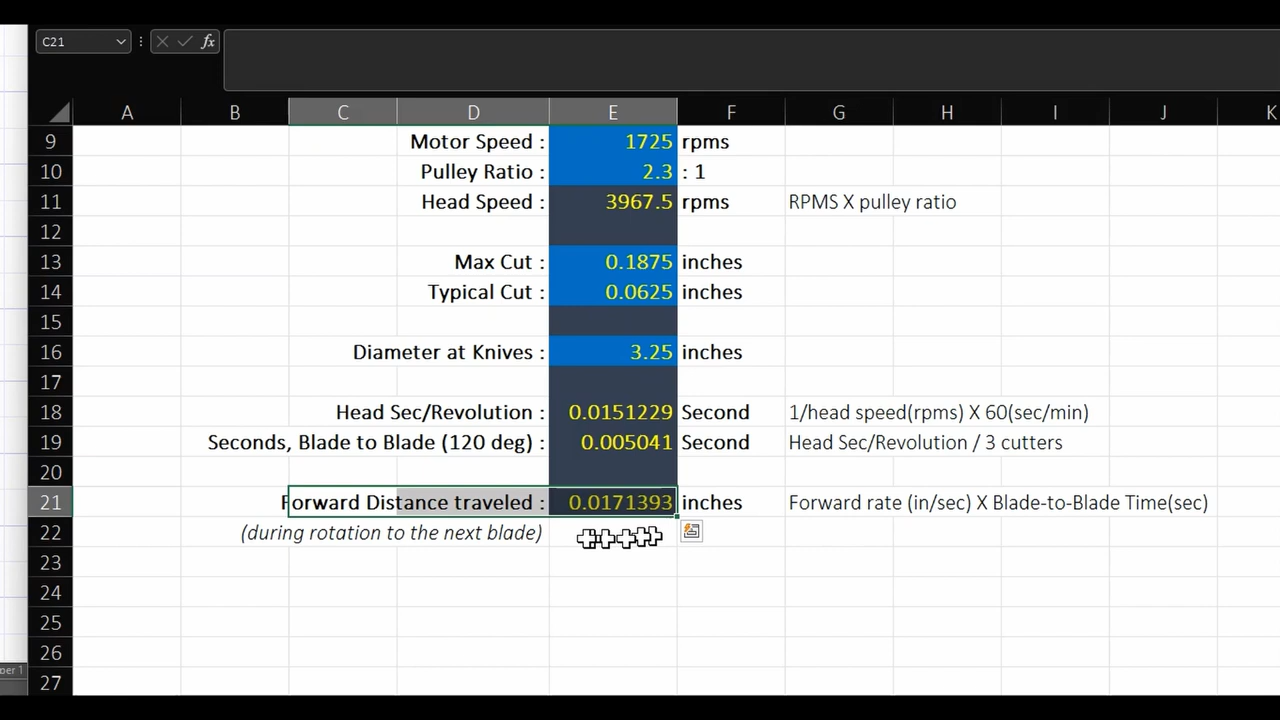 C21
fx
A B C D E F G H I J K
9 Motor Speed : 1725 rpms
10 Pulley Ratio : 2.3 : 1
11 Head Speed : 3967.5 rpms RPMS X pulley ratio
12
13 Max Cut : 0.1875 inches
14 Typical Cut : 0.0625 inches
15
16 Diameter at Knives : 3.25 inches
17
18 Head Sec/Revolution : 0.0151229 Second 1/head speed(rpms) X 60(sec/min)
19 Seconds, Blade to Blade (120 deg) : 0.005041 Second Head Sec/Revolution / 3 cutters
20
21 Forward Distance traveled : 0.0171393 inches Forward rate (in/sec) X Blade-to-Blade Time(sec)
22 (during rotation to the next blade)
23
24
25
26
per 1
27